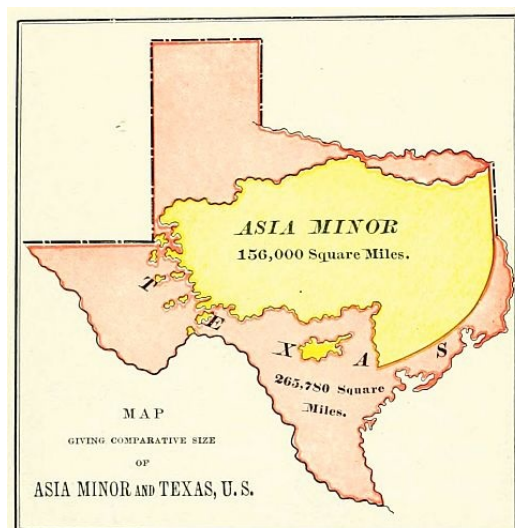 ASIA MINOR
156,000 Square Miles.
TEXAS
265,780 Square
Miles.
MAP
GIVING COMPARATIVE SIZE
OF
ASIA MINOR AND TEXAS, U. S.